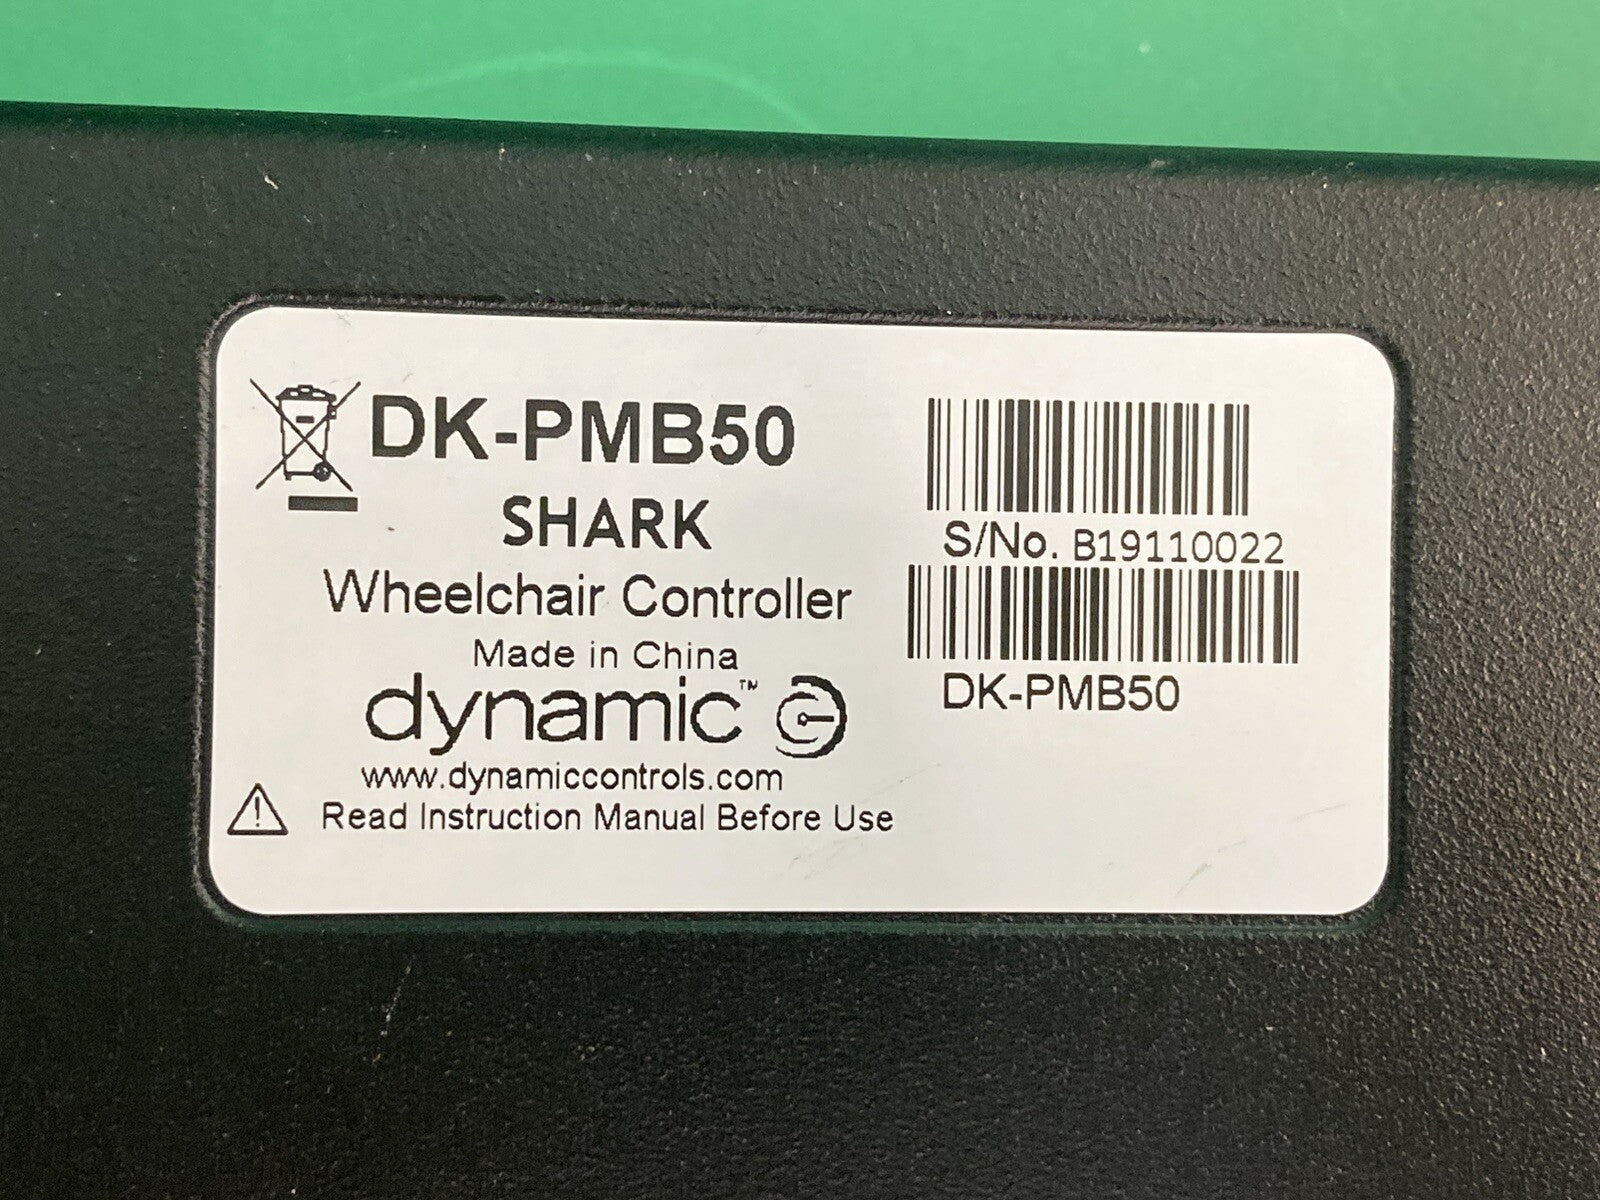 DK-PMB50
SHARK
Wheelchair Controller
Made in China
dynamic™
www.dynamiccontrols.com
Read Instruction Manual Before Use
S/No. B19110022
DK-PMB50